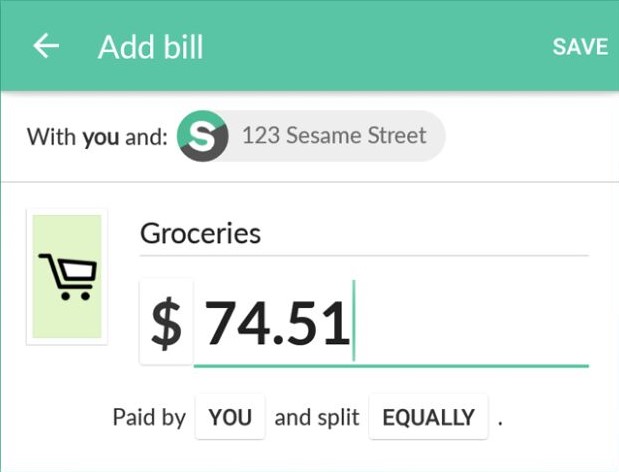 Add bill SAVE
With you and: S 123 Sesame Street
Groceries
$ 74.51
Paid by YOU and split EQUALLY .